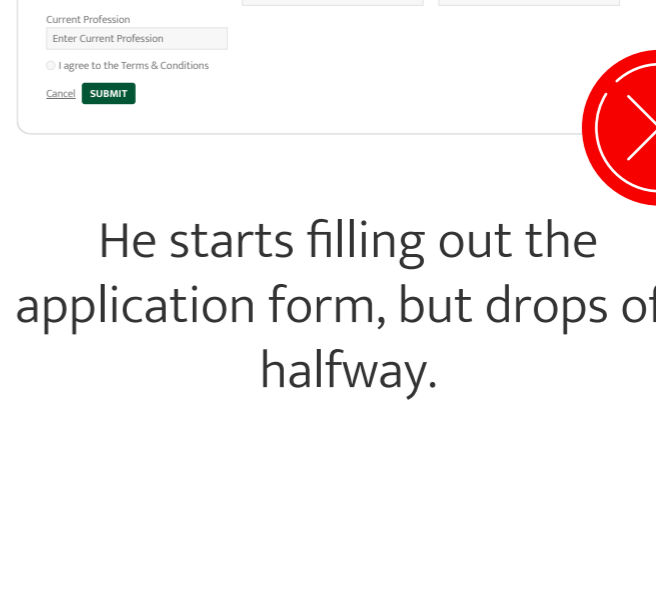 Current Profession
Enter Current Profession
I agree to the Terms & Conditions
Cancel SUBMIT
He starts filling out the
application form, but drops of
halfway.